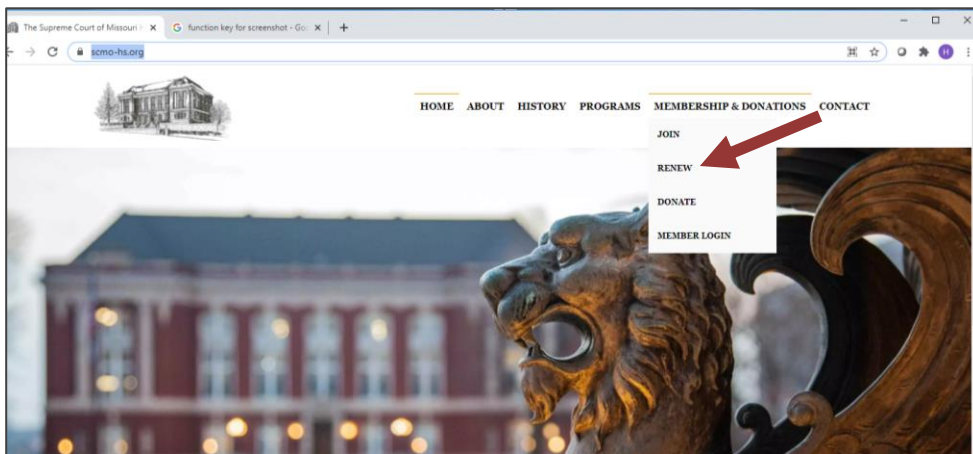 The Supreme Court of Missouri
function key for screenshot - Go
scmo-hs.org
H
HOME ABOUT HISTORY PROGRAMS MEMBERSHIP & DONATIONS CONTACT
JOIN
RENEW
DONATE
MEMBER LOGIN